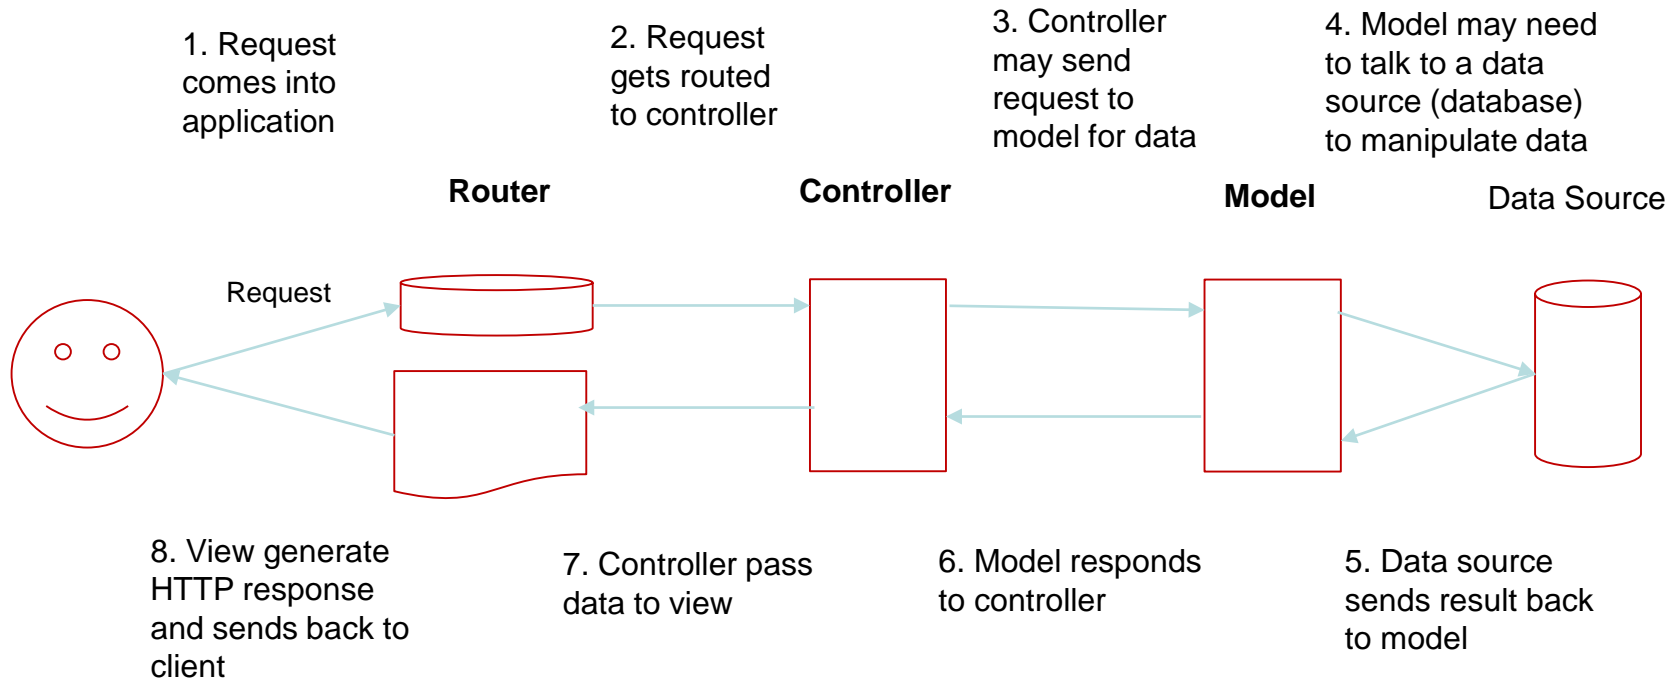 1. Request
comes into
application
2. Request
gets routed
to controller
3. Controller
may send
request to
model for data
4. Model may need
to talk to a data
source (database)
to manipulate data
Router
Controller
Model
Data Source
Request
8. View generate
HTTP response
and sends back to
client
7. Controller pass
data to view
6. Model responds
to controller
5. Data source
sends result back
to model